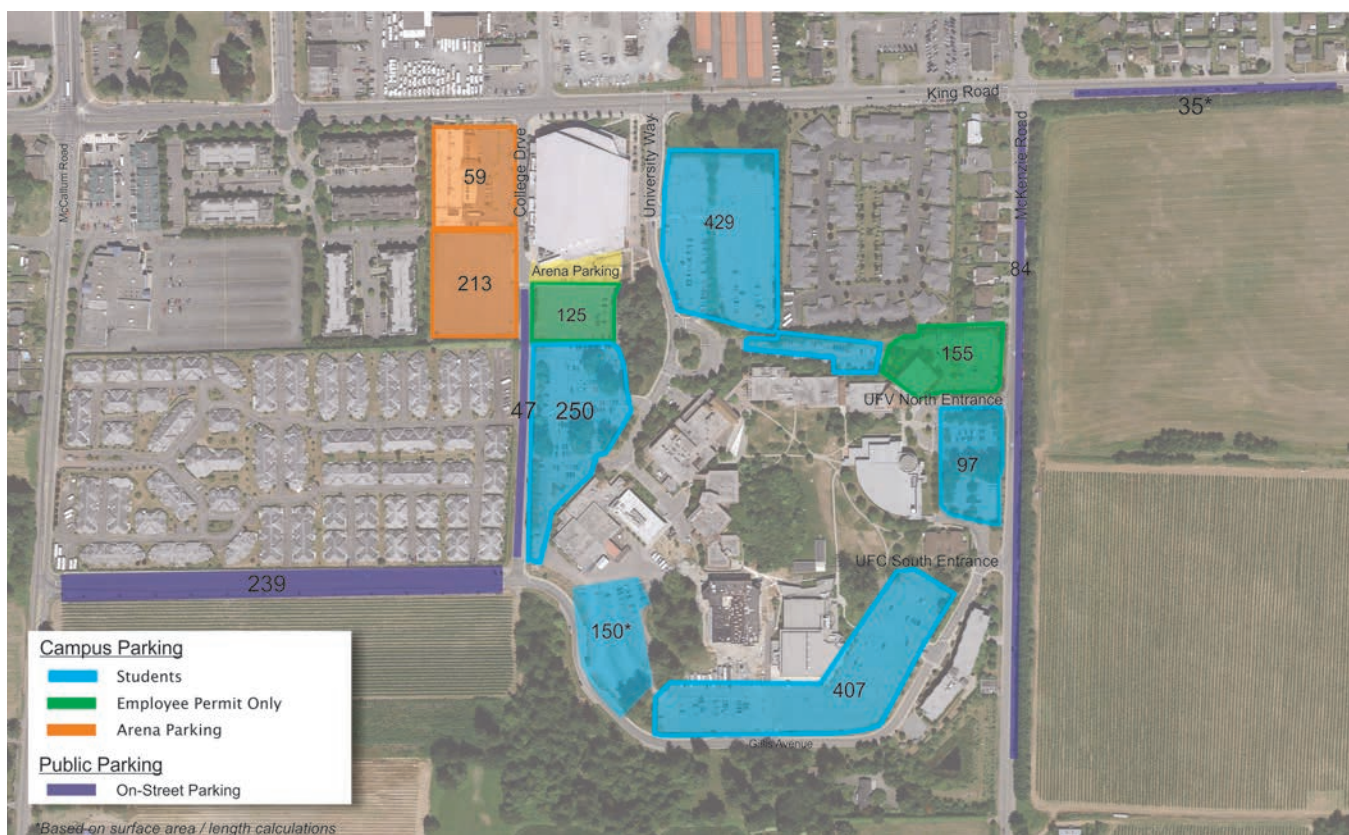 King Road
35*
McCallum Road
College Drve
University Way
McKenzie Road
59
429
213
Arena Parking
84
125
155
UFV North Entrance
47
250
97
UFC South Entrance
239
150*
407
Gallis Avenue
Campus Parking
Students
Employee Permit Only
Arena Parking
Public Parking
On-Street Parking
*Based on surface area / length calculations